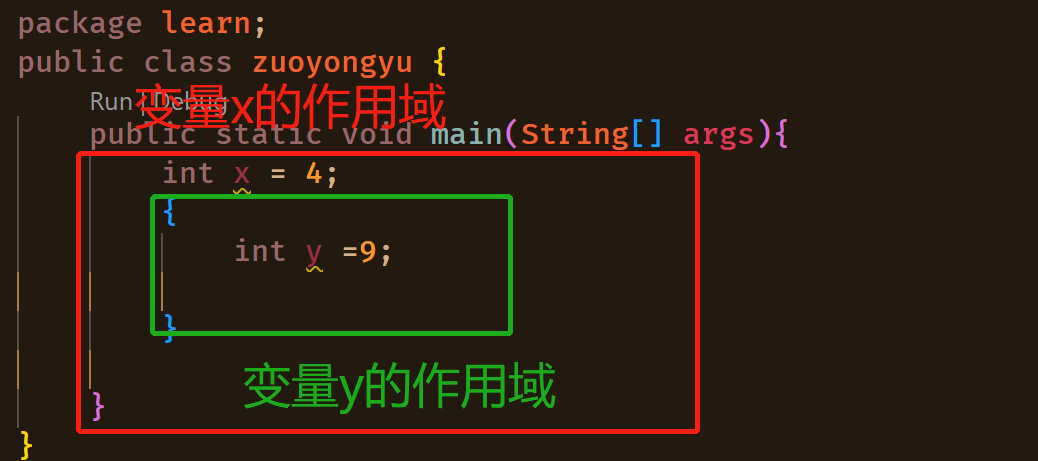 package learn;
public class zuoyongyu {
Run | Debug
变量x的作用域
public static void main(String[] args){
int x = 4;
{
int y =9;
}
变量y的作用域
}
}